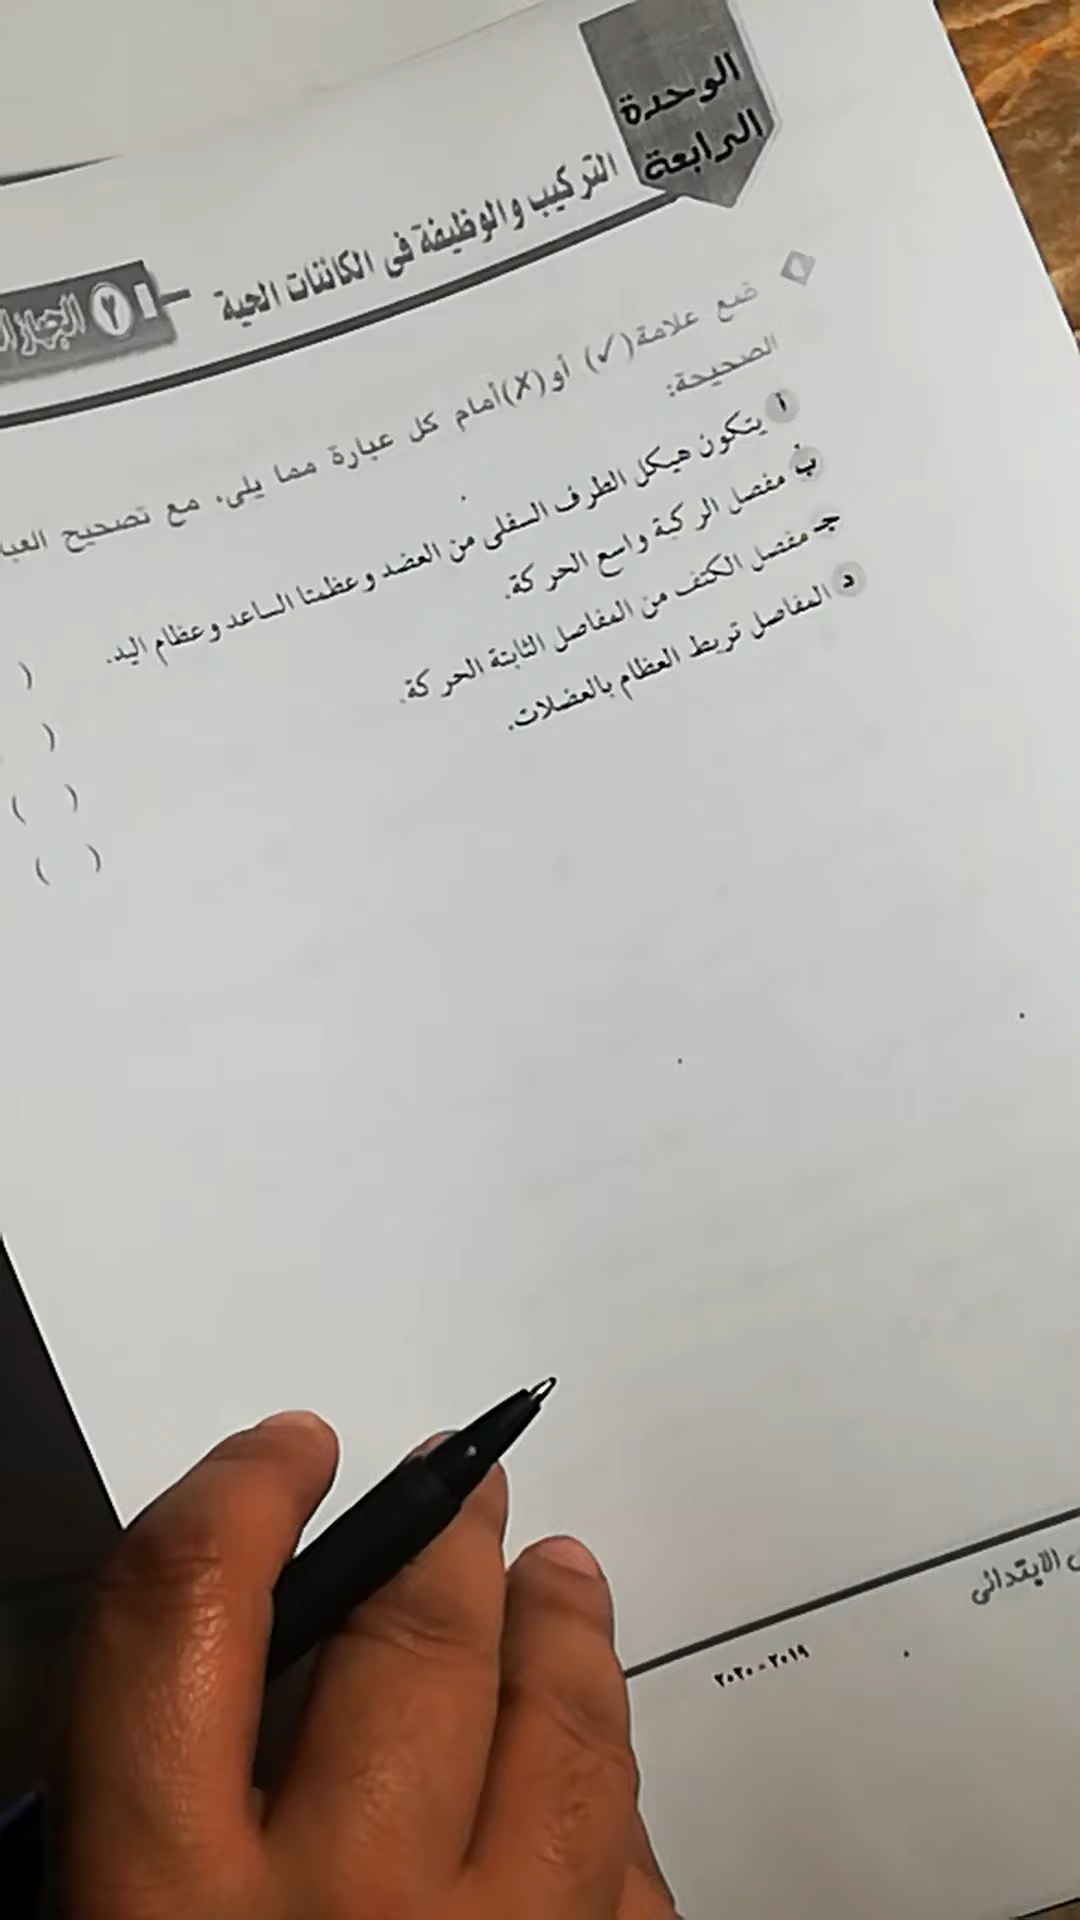 الوحدة
الرابعة
التركيب والوظيفة فى الكائنات الحية
٢
ضع علامة (✓) أو (X) أمام كل عبارة مما يلى، مع تصحيح
الصحيحة:
أ يتكون هيكل الطرف السفلى من العضد وعظمتا الساعد وعظام اليد. (
ب مفصل الركبة واسع الحركة. (
جـ مفصل الكتف من المفاصل الثابتة الحركة. ( )
د المفاصل تربط العظام بالعضلات. ( )
الابتدائى
٢٠١٩ - ٢٠٢٠